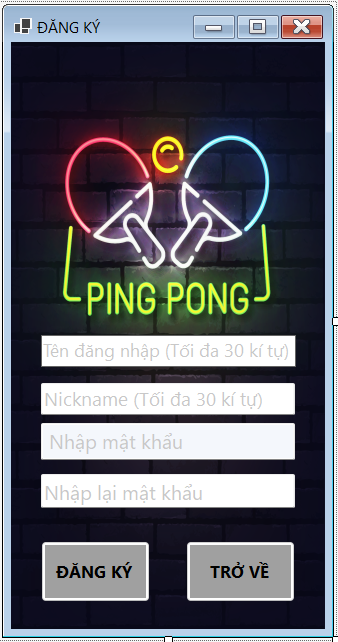 ĐĂNG KÝ
PING PONG
Tên đăng nhập (Tối đa 30 kí tự)
Nickname (Tối đa 30 kí tự)
Nhập mật khẩu
Nhập lại mật khẩu
ĐĂNG KÝ TRỞ VỀ